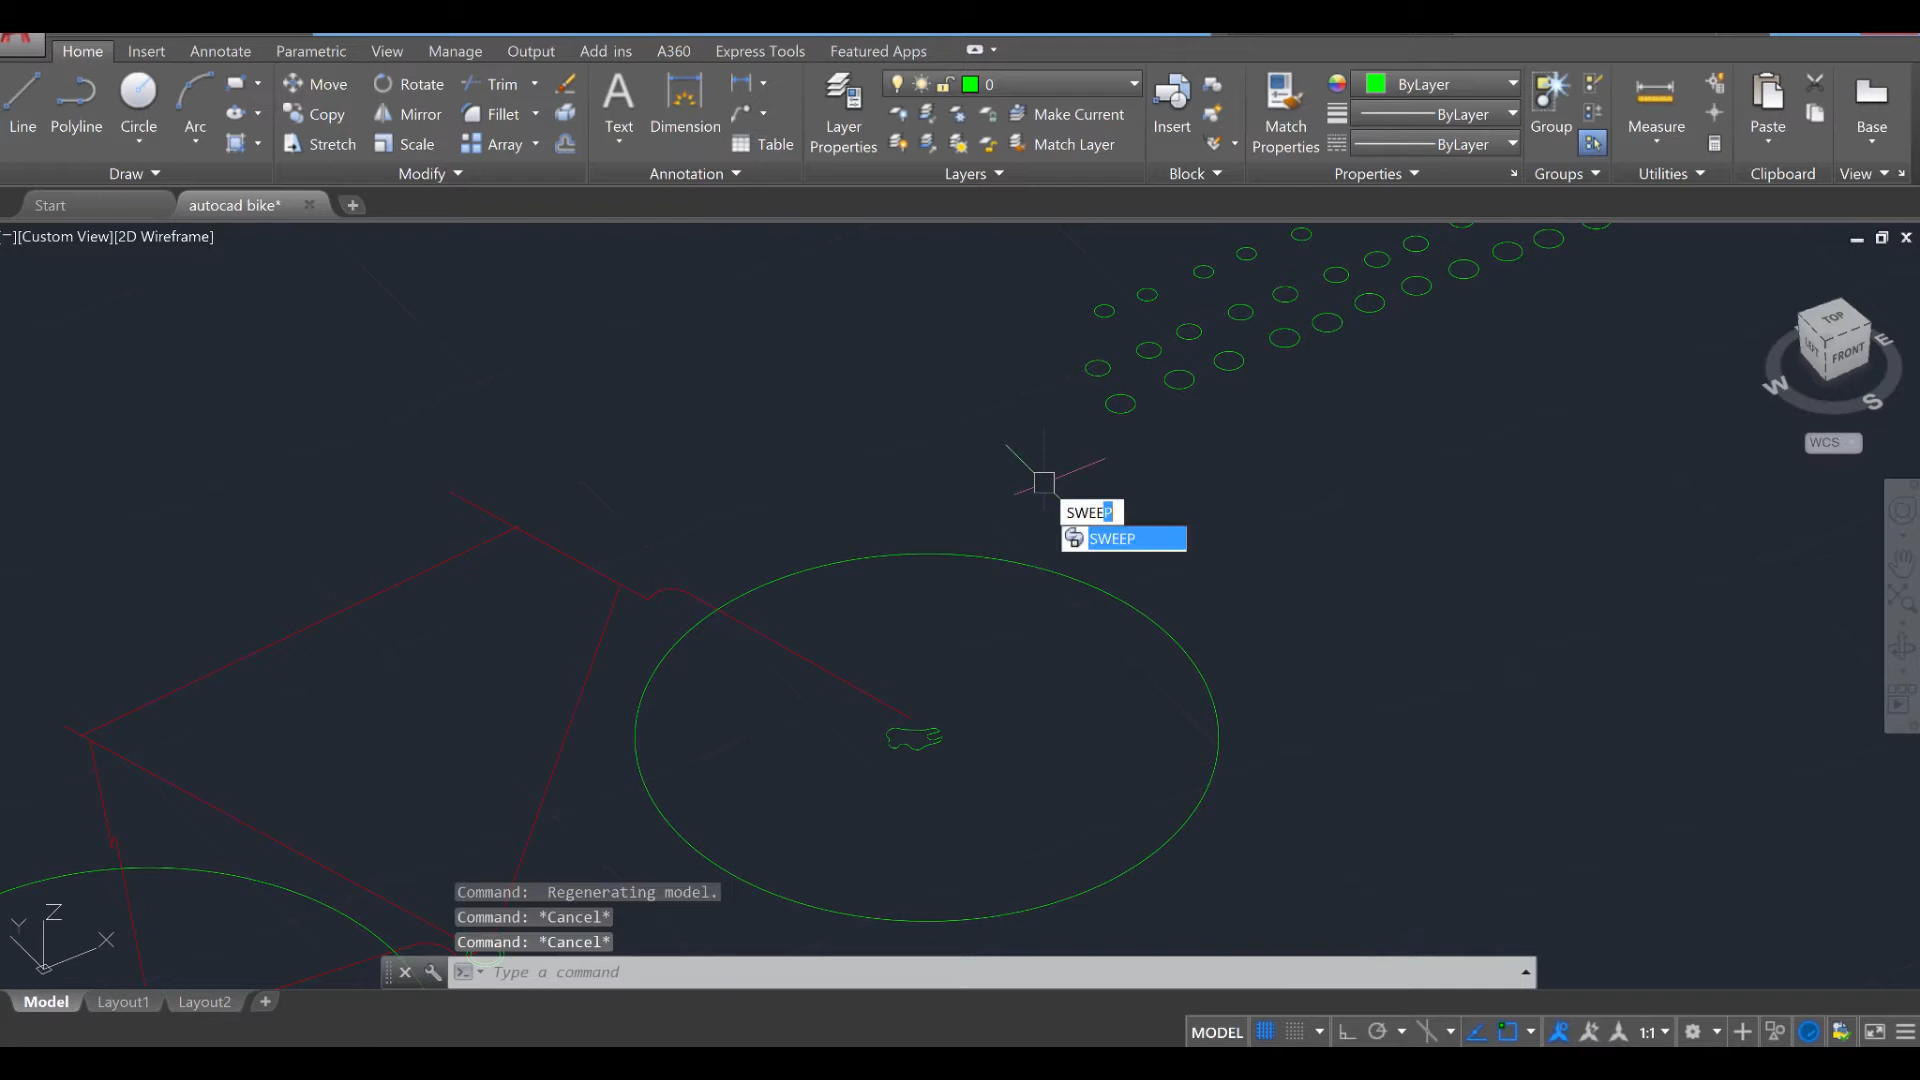 Home Insert Annotate Parametric View Manage Output Add ins A360 Express Tools Featured Apps
Line Polyline Circle Arc
Move Rotate Trim
Copy Mirror Fillet
Stretch Scale Array
Text Dimension Table
Layer Properties
0
Make Current
Match Layer
Insert
Match Properties
ByLayer
ByLayer
ByLayer
Group
Measure
Paste
Base
Draw Modify Annotation Layers Block Properties Groups Utilities Clipboard View
Start autocad bike*
[−][Custom View][2D Wireframe]
TOP
LEFT FRONT
E
W
S
WCS
SWEEP
SWEEP
Command: Regenerating model.
Command: *Cancel*
Command: *Cancel*
Z
Y
X
Type a command
Model Layout1 Layout2
MODEL 1:1